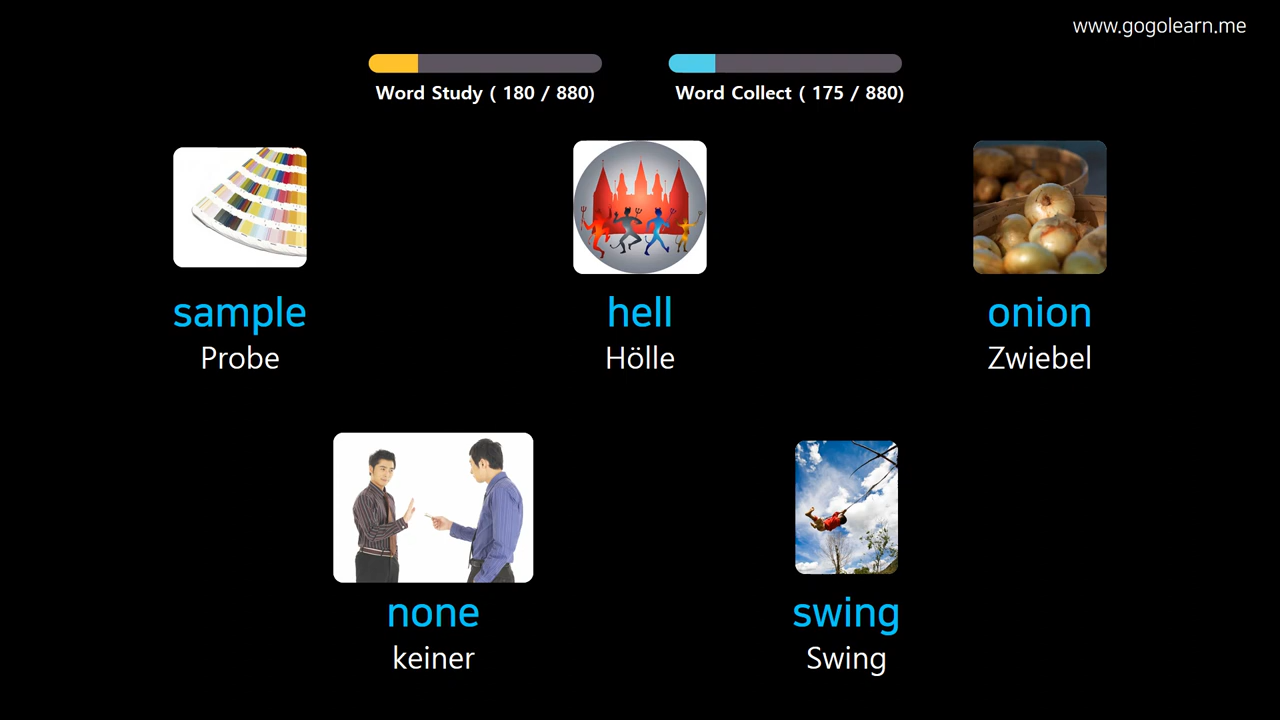 www.gogolearn.me
Word Study ( 180 / 880)
Word Collect ( 175 / 880)
sample
Probe
hell
Hölle
onion
Zwiebel
none
keiner
swing
Swing